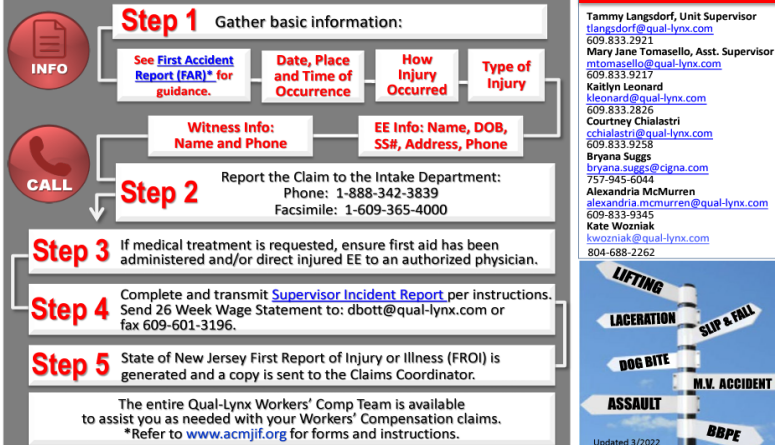 Step 1 Gather basic information:
INFO
See First Accident
Report (FAR)* for
guidance.
Date, Place
and Time of
Occurrence
How
Injury
Occurred
Type of
Injury
Witness Info:
Name and Phone
EE Info: Name, DOB,
SS#, Address, Phone
CALL
Step 2
Report the Claim to the Intake Department:
Phone: 1-888-342-3839
Facsimile: 1-609-365-4000
Step 3
If medical treatment is requested, ensure first aid has been
administered and/or direct injured EE to an authorized physician.
Step 4
Complete and transmit Supervisor Incident Report per instructions.
Send 26 Week Wage Statement to: dbott@qual-lynx.com or
fax 609-601-3196.
Step 5
State of New Jersey First Report of Injury or Illness (FROI) is
generated and a copy is sent to the Claims Coordinator.
The entire Qual-Lynx Workers' Comp Team is available
to assist you as needed with your Workers' Compensation claims.
*Refer to www.acmjif.org for forms and instructions.
Tammy Langsdorf, Unit Supervisor
tlangsdorf@qual-lynx.com
609.833.2921
Mary Jane Tomasello, Asst. Supervisor
mtomasello@qual-lynx.com
609.833.9217
Kaitlyn Leonard
kleonard@qual-lynx.com
609.833.2826
Courtney Chialastri
cchialastri@qual-lynx.com
609.833.9258
Bryana Suggs
bryana.suggs@cigna.com
757-945-6044
Alexandria McMurren
alexandria.mcmurren@qual-lynx.com
609-833-9345
Kate Wozniak
kwozniak@qual-lynx.com
804-688-2262
LIFTING
LACERATION
SLIP & FALL
DOG BITE
M.V. ACCIDENT
ASSAULT
BBPE
Updated 3/2022